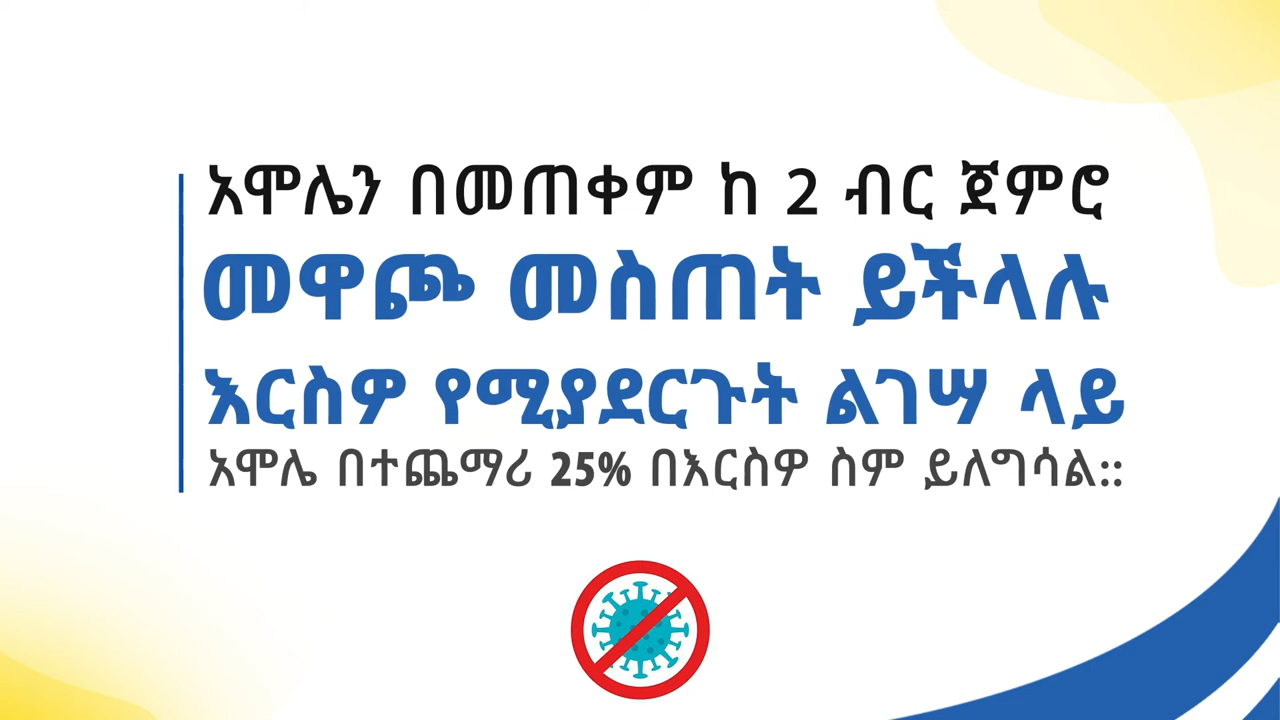 አሞሌን በመጠቀም ከ 2 ብር ጀምሮ
መዋጮ መስጠት ይችላሉ
እርስዎ የሚያደርጉት ልገሣ ላይ
አሞሌ በተጨማሪ 25% በእርስዎ ስም ይለግሳል::